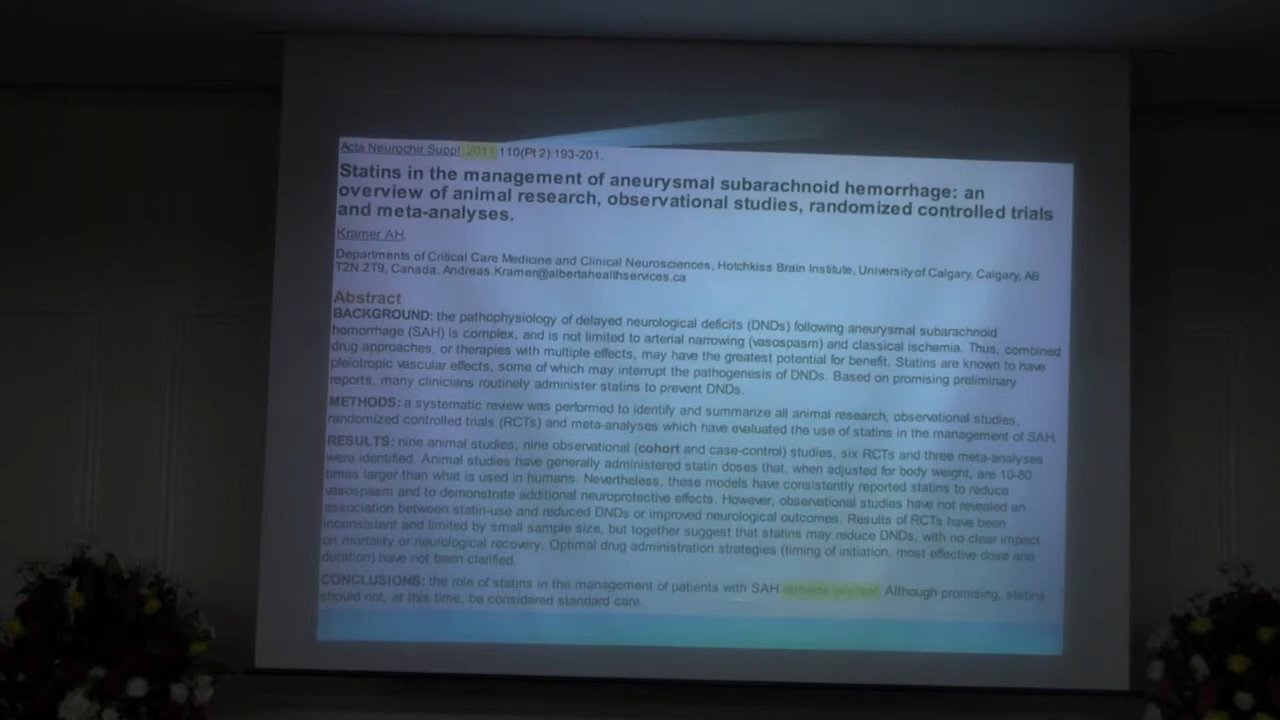 Acta Neurochir Suppl. 2011;110(Pt 2):193-201.
Statins in the management of aneurysmal subarachnoid hemorrhage: an
overview of animal research, observational studies, randomized controlled trials
and meta-analyses.
Kramer AH.
Departments of Critical Care Medicine and Clinical Neurosciences, Hotchkiss Brain Institute, University of Calgary, Calgary, AB
T2N 2T9, Canada. Andreas.Kramer@albertahealthservices.ca
Abstract
BACKGROUND: the pathophysiology of delayed neurological deficits (DNDs) following aneurysmal subarachnoid
hemorrhage (SAH) is complex, and is not limited to arterial narrowing (vasospasm) and classical ischemia. Thus, combined
drug approaches, or therapies with multiple effects, may have the greatest potential for benefit. Statins are known to have
pleiotropic vascular effects, some of which may interrupt the pathogenesis of DNDs. Based on promising preliminary
reports, many clinicians routinely administer statins to prevent DNDs.
METHODS: a systematic review was performed to identify and summarize all animal research, observational studies,
randomized controlled trials (RCTs) and meta-analyses which have evaluated the use of statins in the management of SAH.
RESULTS: nine animal studies, nine observational (cohort and case-control) studies, six RCTs and three meta-analyses
were identified. Animal studies have generally administered statin doses that, when adjusted for body weight, are 10-80
times larger than what is used in humans. Nevertheless, these models have consistently reported statins to reduce
vasospasm and to demonstrate additional neuroprotective effects. However, observational studies have not revealed an
association between statin-use and reduced DNDs or improved neurological outcomes. Results of RCTs have been
inconsistent and limited by small sample size, but together suggest that statins may reduce DNDs, with no clear impact
on mortality or neurological recovery. Optimal drug administration strategies (timing of initiation, most effective dose and
duration) have not been clarified.
CONCLUSIONS: the role of statins in the management of patients with SAH remains unclear. Although promising, statins
should not, at this time, be considered standard care.